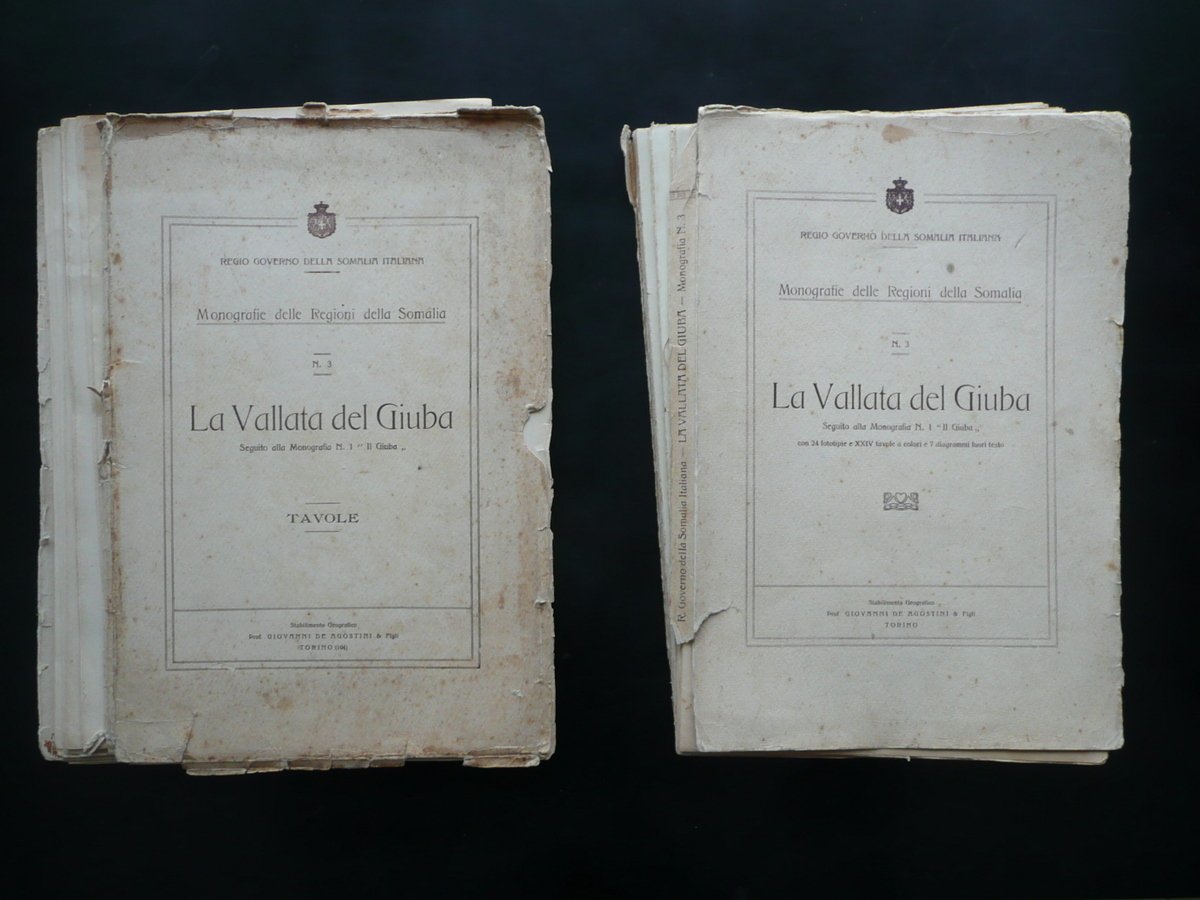 REGIO GOVERNO DELLA SOMALIA ITALIANA
Monografie delle Regioni della Somalia
N. 3
La Vallata del Giuba
Seguito alla Monografia N. 1 “ Il Giuba „
TAVOLE
Stabilimento Geografico
Prof. GIOVANNI DE AGOSTINI & Figli
TORINO (104)
R. Governo della Somalia Italiana — LA VALLATA DEL GIUBA — Monografia N. 3
REGIO GOVERNO DELLA SOMALIA ITALIANA
Monografie delle Regioni della Somalia
N. 3
La Vallata del Giuba
Seguito alla Monografia N. 1 “ Il Giuba „
con 24 fototipie e XXIV tavole a colori e 7 diagrammi fuori testo
Stabilimento Geografico
Prof. GIOVANNI DE AGOSTINI & Figli
TORINO